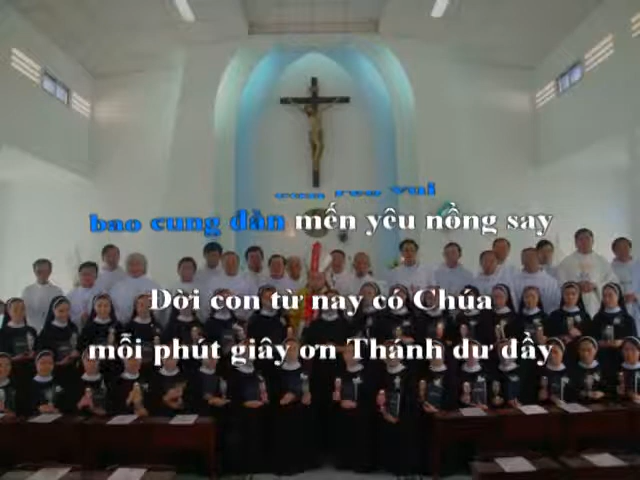 bao cung đàn mến yêu nồng say
Đời con từ nay có Chúa
mỗi phút giây ơn Thánh dư đầy